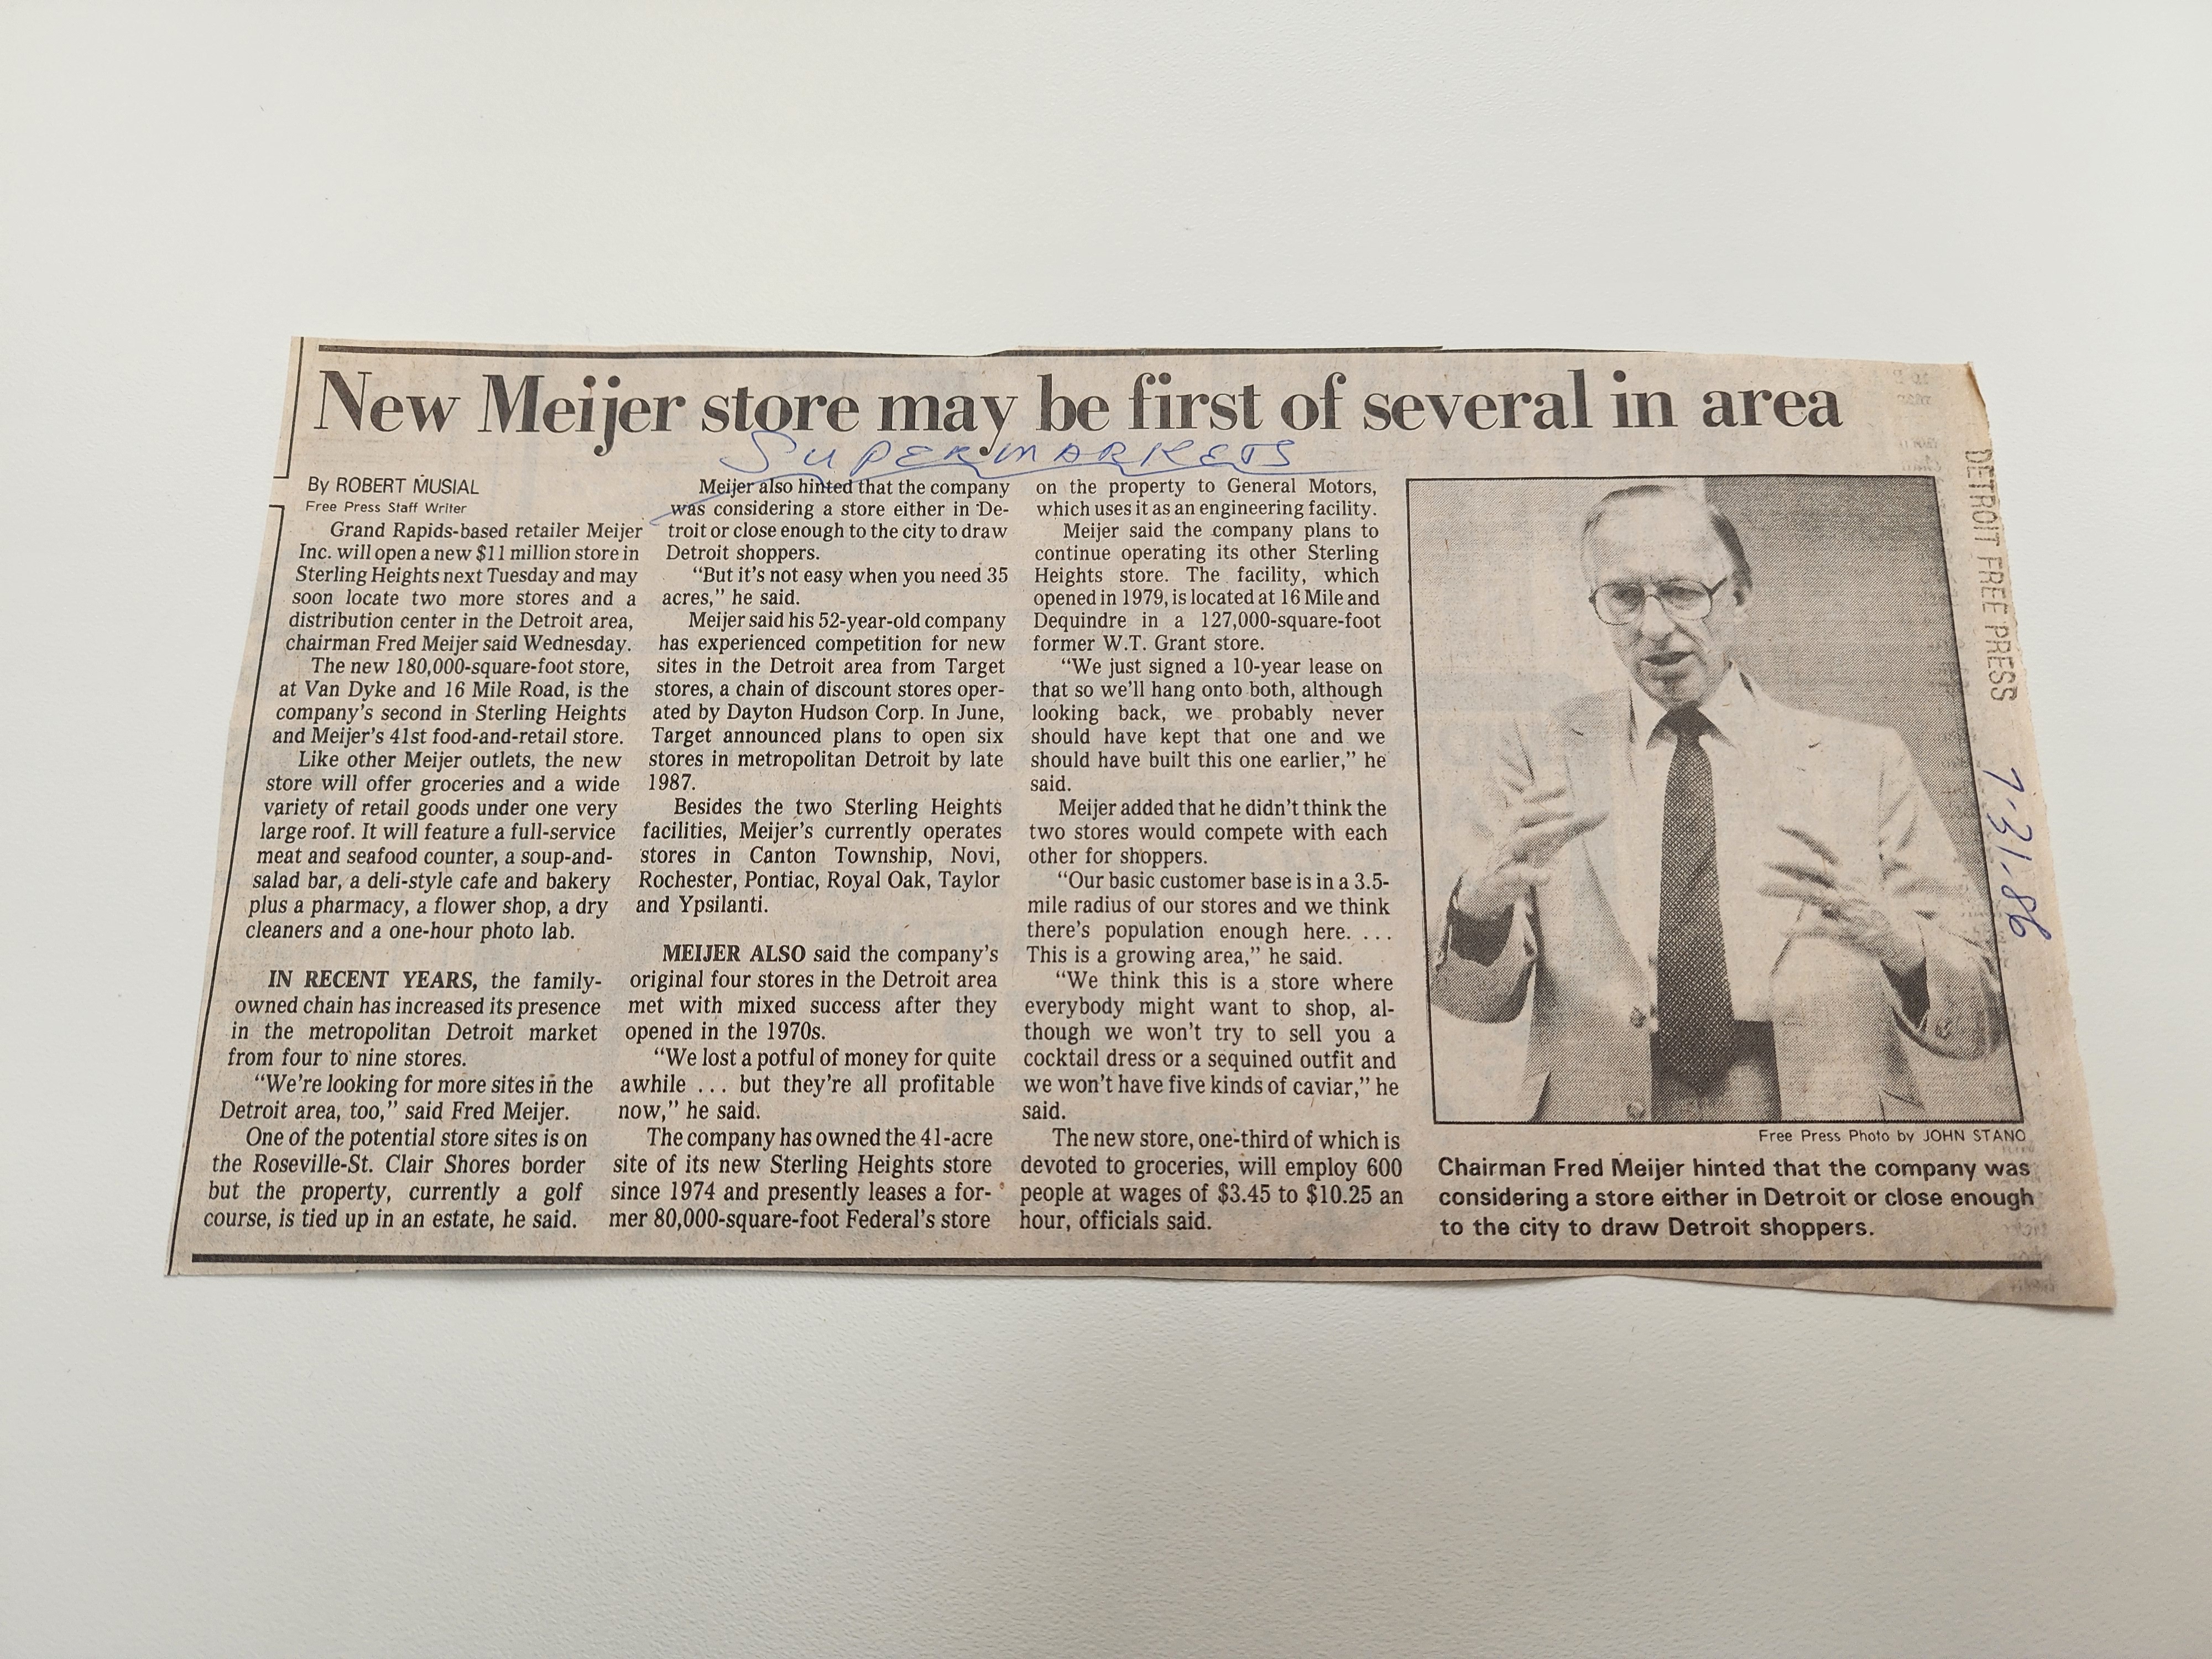 New Meijer store may be first of several in area
SUPERMARKETS
By ROBERT MUSIAL
Free Press Staff Writer
Grand Rapids-based retailer Meijer
Inc. will open a new $11 million store in
Sterling Heights next Tuesday and may
soon locate two more stores and a
distribution center in the Detroit area,
chairman Fred Meijer said Wednesday.
The new 180,000-square-foot store,
at Van Dyke and 16 Mile Road, is the
company's second in Sterling Heights
and Meijer's 41st food-and-retail store.
Like other Meijer outlets, the new
store will offer groceries and a wide
variety of retail goods under one very
large roof. It will feature a full-service
meat and seafood counter, a soup-and-
salad bar, a deli-style cafe and bakery
plus a pharmacy, a flower shop, a dry
cleaners and a one-hour photo lab.
IN RECENT YEARS, the family-
owned chain has increased its presence
in the metropolitan Detroit market
from four to nine stores.
"We're looking for more sites in the
Detroit area, too," said Fred Meijer.
One of the potential store sites is on
the Roseville-St. Clair Shores border
but the property, currently a golf
course, is tied up in an estate, he said.
Meijer also hinted that the company
was considering a store either in De-
troit or close enough to the city to draw
Detroit shoppers.
"But it's not easy when you need 35
acres," he said.
Meijer said his 52-year-old company
has experienced competition for new
sites in the Detroit area from Target
stores, a chain of discount stores oper-
ated by Dayton Hudson Corp. In June,
Target announced plans to open six
stores in metropolitan Detroit by late
1987.
Besides the two Sterling Heights
facilities, Meijer's currently operates
stores in Canton Township, Novi,
Rochester, Pontiac, Royal Oak, Taylor
and Ypsilanti.
MEIJER ALSO said the company's
original four stores in the Detroit area
met with mixed success after they
opened in the 1970s.
"We lost a potful of money for quite
awhile ... but they're all profitable
now," he said.
The company has owned the 41-acre
site of its new Sterling Heights store
since 1974 and presently leases a for-
mer 80,000-square-foot Federal's store
on the property to General Motors,
which uses it as an engineering facility.
Meijer said the company plans to
continue operating its other Sterling
Heights store. The facility, which
opened in 1979, is located at 16 Mile and
Dequindre in a 127,000-square-foot
former W.T. Grant store.
"We just signed a 10-year lease on
that so we'll hang onto both, although
looking back, we probably never
should have kept that one and we
should have built this one earlier," he
said.
Meijer added that he didn't think the
two stores would compete with each
other for shoppers.
"Our basic customer base is in a 3.5-
mile radius of our stores and we think
there's population enough here. ...
This is a growing area," he said.
"We think this is a store where
everybody might want to shop, al-
though we won't try to sell you a
cocktail dress or a sequined outfit and
we won't have five kinds of caviar," he
said.
The new store, one-third of which is
devoted to groceries, will employ 600
people at wages of $3.45 to $10.25 an
hour, officials said.
Free Press Photo by JOHN STANO
Chairman Fred Meijer hinted that the company was
considering a store either in Detroit or close enough
to the city to draw Detroit shoppers.
DETROIT FREE PRESS
7-31-86